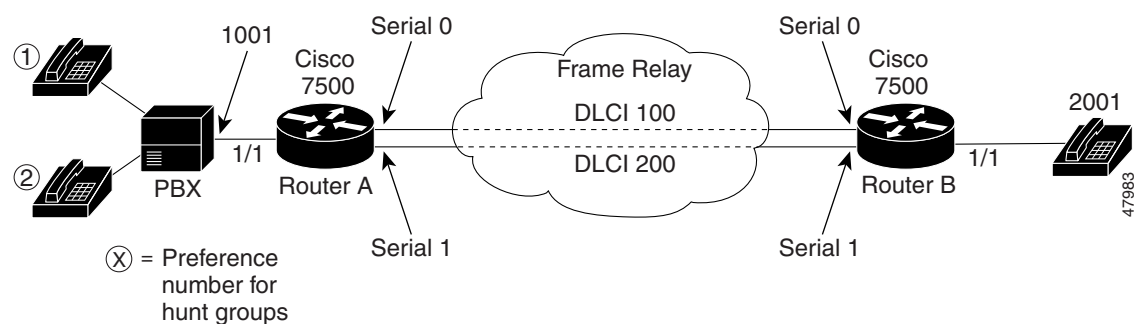 1
2
PBX
1001
1/1
Cisco
7500
Router A
Serial 0
Serial 1
Frame Relay
DLCI 100
DLCI 200
Serial 0
Serial 1
Cisco
7500
Router B
1/1
2001
47983
X = Preference
number for
hunt groups